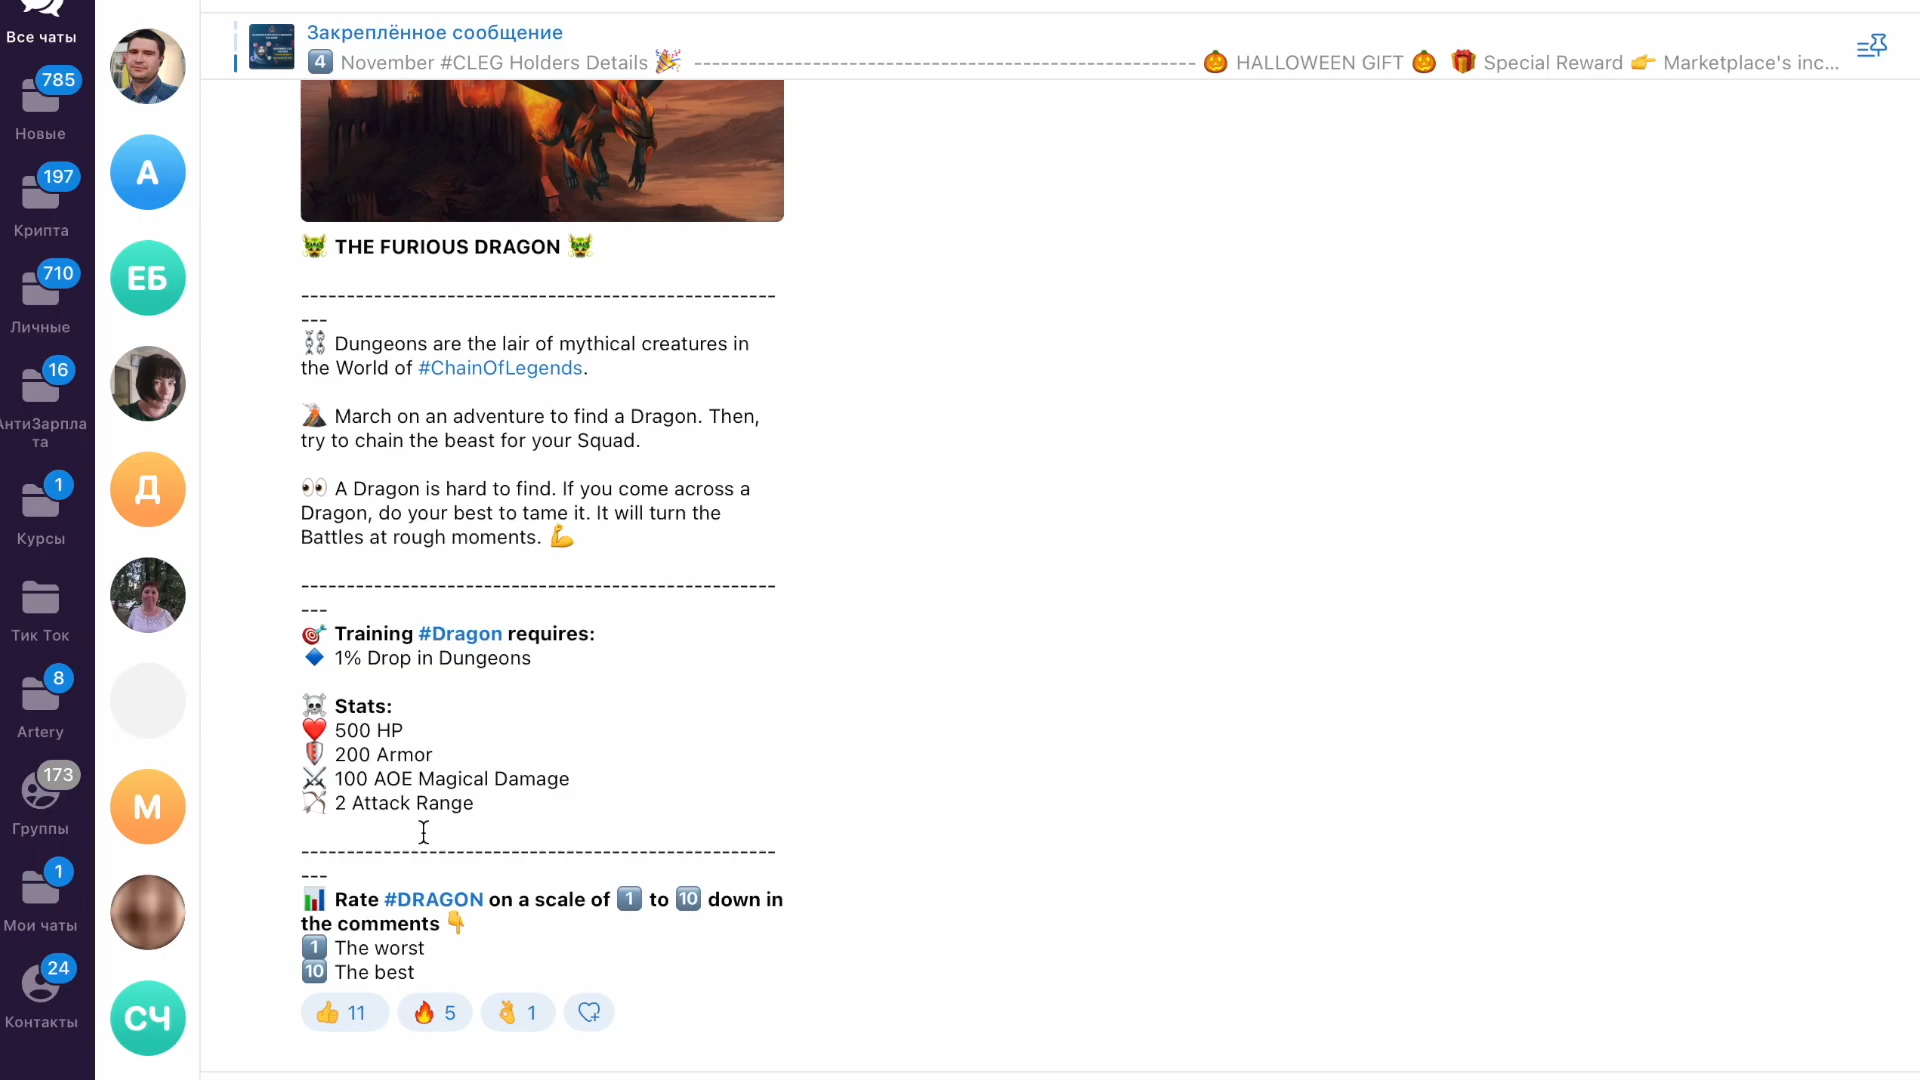 Все чаты
785
Новые
197
Крипта
710
Личные
16
АнтиЗарпла
та
1
Курсы
Тик Ток
8
Artery
173
Группы
1
Мои чаты
24
Контакты
А
ЕБ
Д
М
СЧ
Закреплённое сообщение
4️⃣ November #CLEG Holders Details 🎉 ------------------------------------------------------- 🎃 HALLOWEEN GIFT 🎃 🎁 Special Reward 👉 Marketplace's inc...
🐲 THE FURIOUS DRAGON 🐲
----------------------------------------------------
---
⛓ Dungeons are the lair of mythical creatures in
the World of #ChainOfLegends.
🌋 March on an adventure to find a Dragon. Then,
try to chain the beast for your Squad.
👀 A Dragon is hard to find. If you come across a
Dragon, do your best to tame it. It will turn the
Battles at rough moments. 💪
----------------------------------------------------
---
🎯 Training #Dragon requires:
🔹 1% Drop in Dungeons
☠️ Stats:
❤️ 500 HP
🛡 200 Armor
⚔️ 100 AOE Magical Damage
🏹 2 Attack Range
----------------------------------------------------
---
📊 Rate #DRAGON on a scale of 1️⃣ to 🔟 down in
the comments 👇
1️⃣ The worst
🔟 The best
👍 11 🔥 5 👌 1